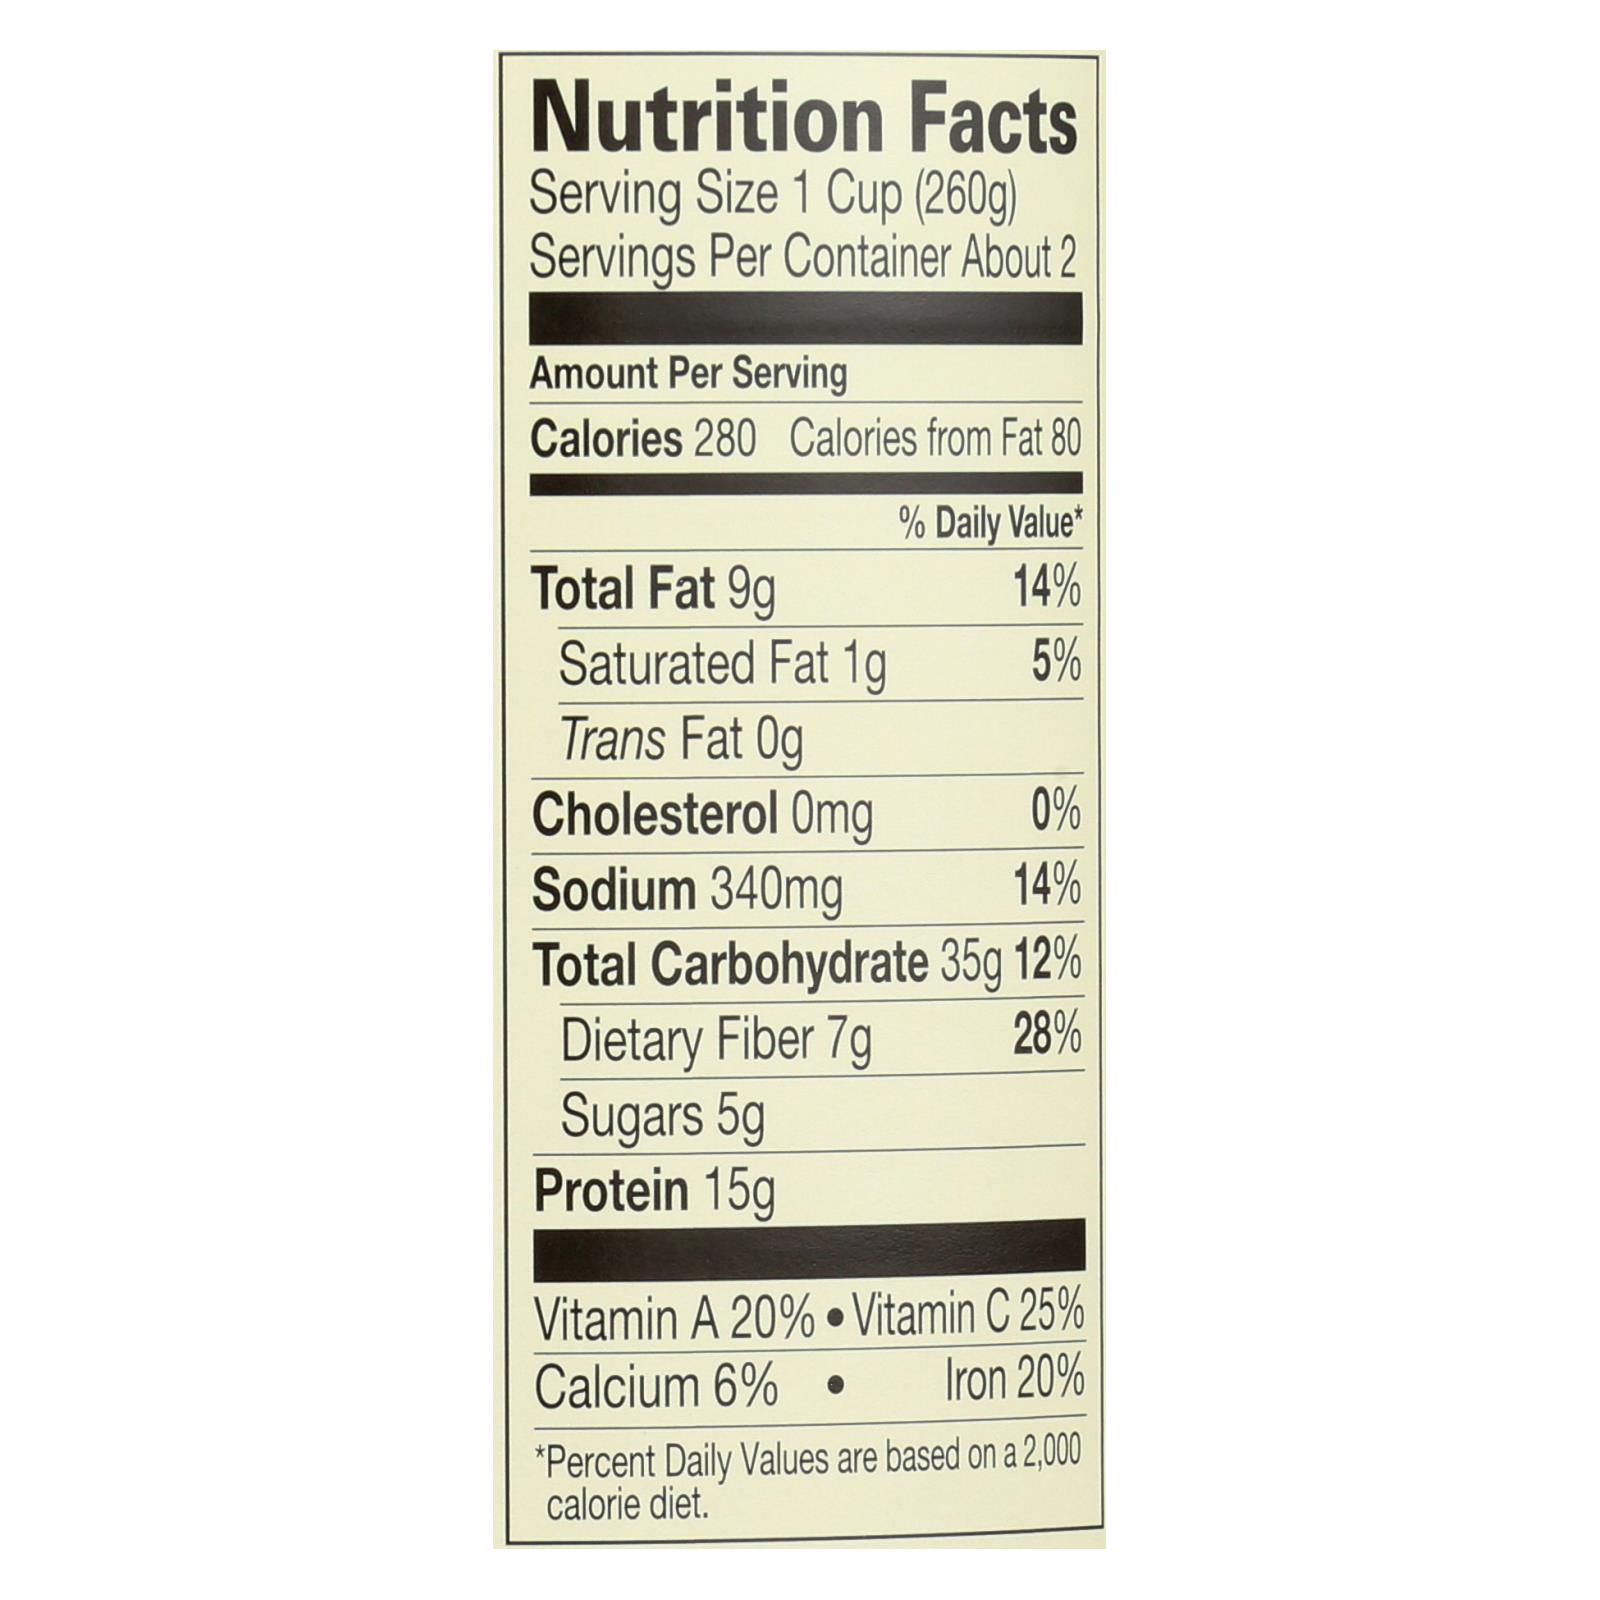 Nutrition Facts
Serving Size 1 Cup (260g)
Servings Per Container About 2
Amount Per Serving
Calories 280 Calories from Fat 80
% Daily Value*
Total Fat 9g 14%
Saturated Fat 1g 5%
Trans Fat 0g
Cholesterol 0mg 0%
Sodium 340mg 14%
Total Carbohydrate 35g 12%
Dietary Fiber 7g 28%
Sugars 5g
Protein 15g
Vitamin A 20% • Vitamin C 25%
Calcium 6% • Iron 20%
*Percent Daily Values are based on a 2,000
calorie diet.